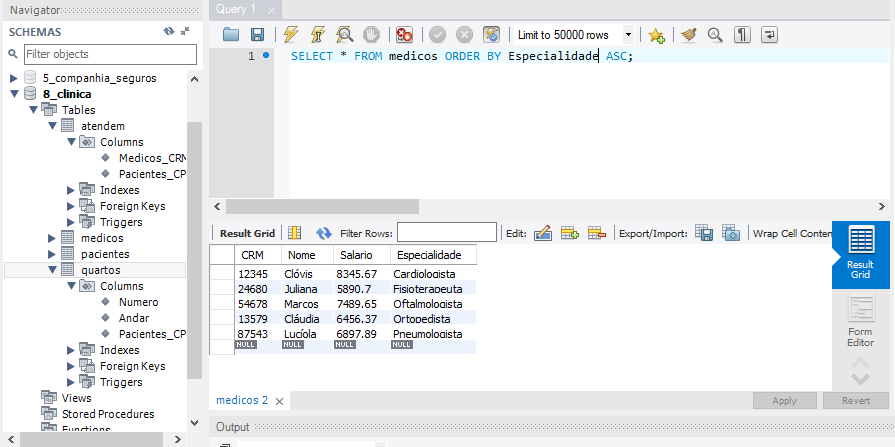 Navigator
Query 1
SCHEMAS
Filter objects
5_companhia_seguros
8_clinica
Tables
atendem
Columns
Medicos_CRM
Pacientes_CP
Indexes
Foreign Keys
Triggers
medicos
pacientes
quartos
Columns
Numero
Andar
Pacientes_CP
Indexes
Foreign Keys
Triggers
Views
Stored Procedures
Functions
Limit to 50000 rows
1 SELECT * FROM medicos ORDER BY Especialidade ASC;
Result Grid Filter Rows: Edit: Export/Import: Wrap Cell Conten
CRM Nome Salario Especialidade
12345 Clóvis 8345.67 Cardiologista
24680 Juliana 5890.7 Fisioterapeuta
54678 Marcos 7489.65 Oftalmologista
13579 Cláudia 6456.37 Ortopedista
87543 Lucíola 6897.89 Pneumologista
NULL NULL NULL NULL
Result
Grid
Form
Editor
medicos 2
Apply Revert
Output